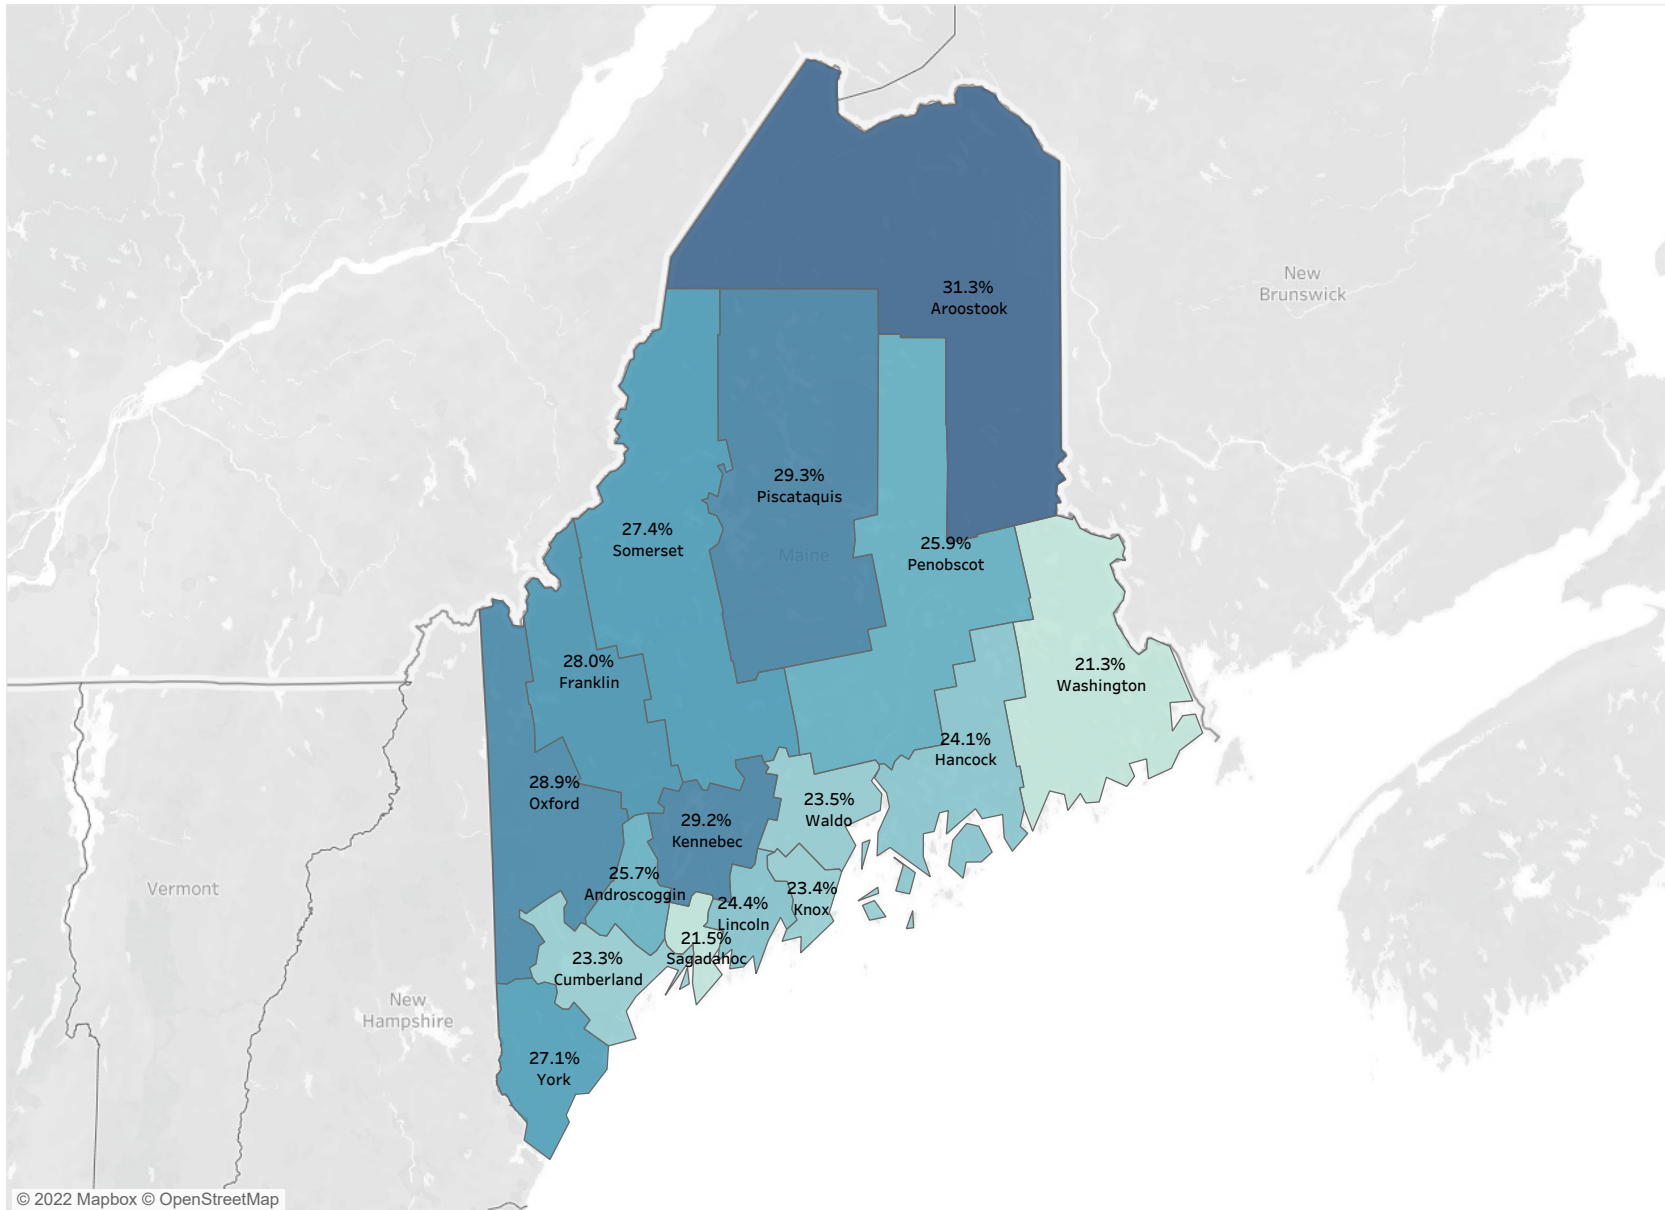 31.3%
Aroostook
New
Brunswick
29.3%
Piscataquis
27.4%
Somerset
Maine
25.9%
Penobscot
28.0%
Franklin
21.3%
Washington
24.1%
Hancock
28.9%
Oxford
23.5%
Waldo
29.2%
Kennebec
25.7%
Androscoggin
23.4%
Knox
24.4%
Lincoln
21.5%
Sagadahoc
23.3%
Cumberland
Vermont
New
Hampshire
27.1%
York
© 2022 Mapbox © OpenStreetMap